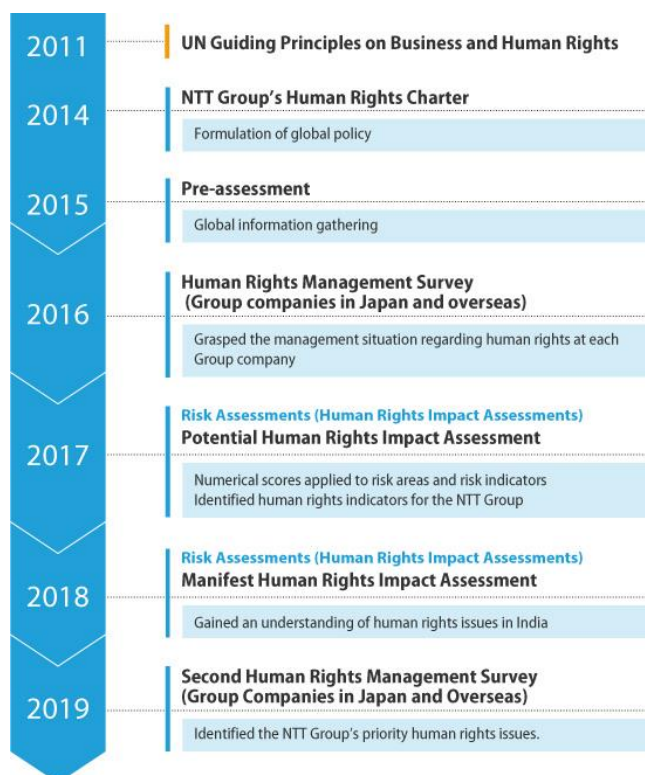 2011
UN Guiding Principles on Business and Human Rights
2014
NTT Group's Human Rights Charter
Formulation of global policy
2015
Pre-assessment
Global information gathering
2016
Human Rights Management Survey
(Group companies in Japan and overseas)
Grasped the management situation regarding human rights at each
Group company
2017
Risk Assessments (Human Rights Impact Assessments)
Potential Human Rights Impact Assessment
Numerical scores applied to risk areas and risk indicators
Identified human rights indicators for the NTT Group
2018
Risk Assessments (Human Rights Impact Assessments)
Manifest Human Rights Impact Assessment
Gained an understanding of human rights issues in India
2019
Second Human Rights Management Survey
(Group Companies in Japan and Overseas)
Identified the NTT Group's priority human rights issues.